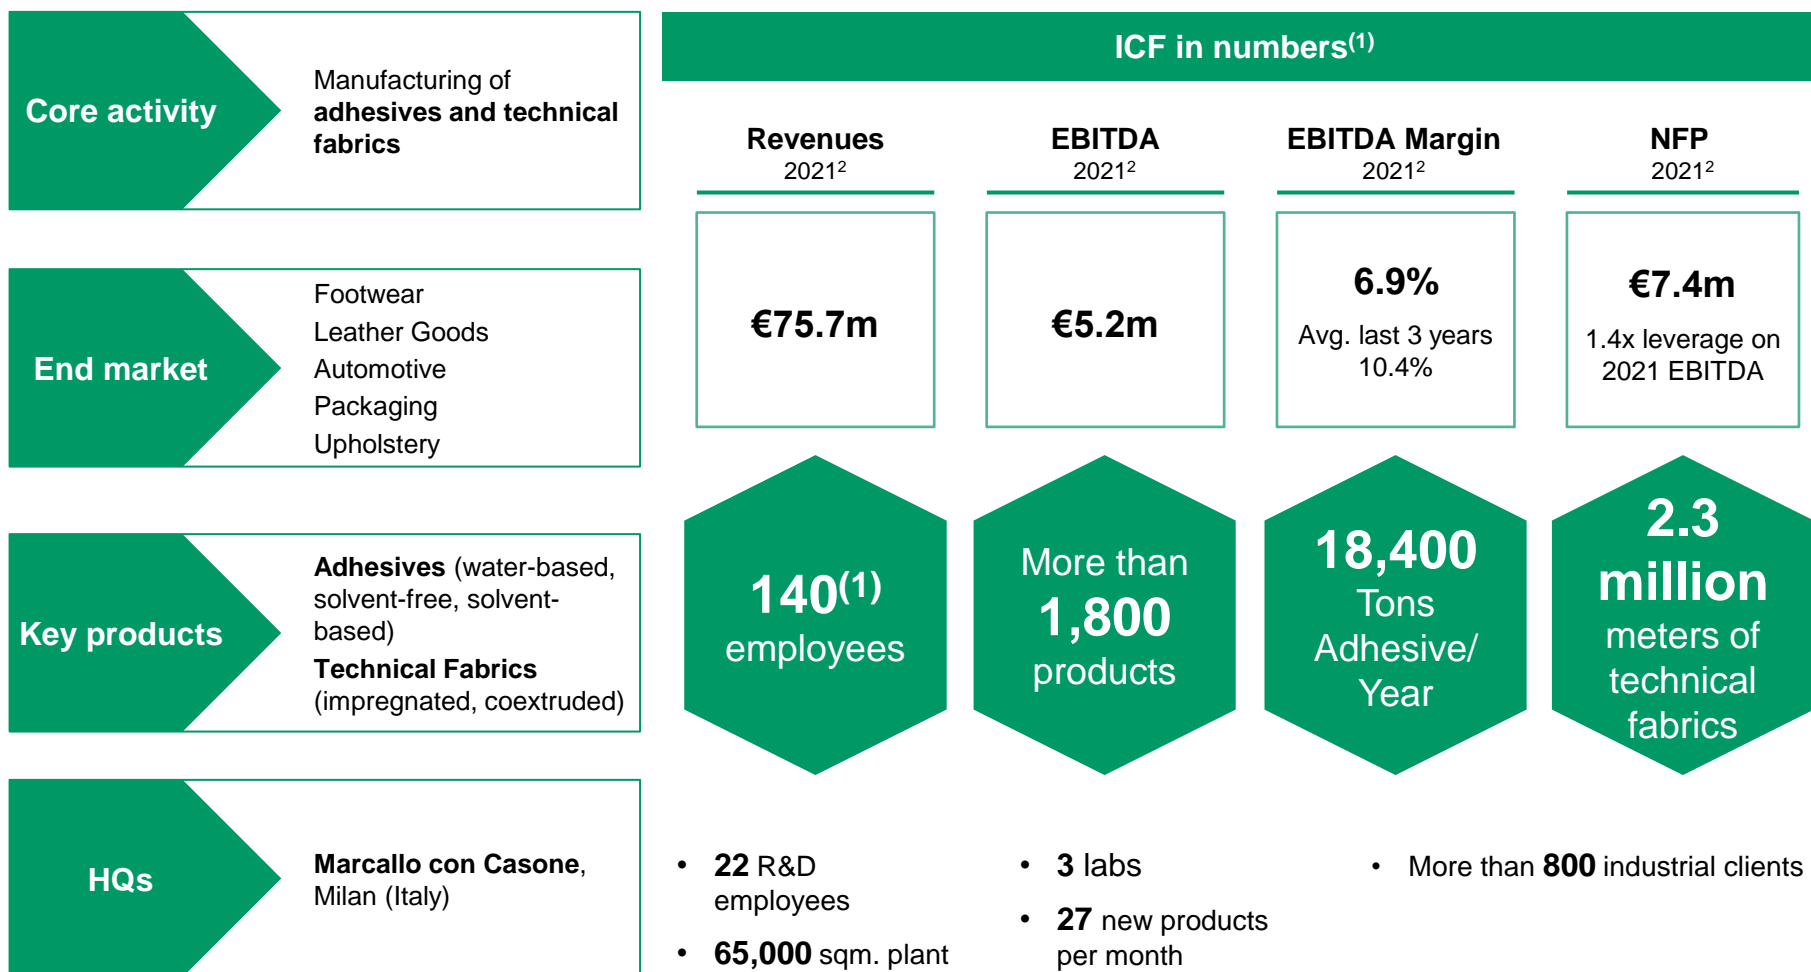 Core activity
Manufacturing of
adhesives and technical
fabrics
End market
Footwear
Leather Goods
Automotive
Packaging
Upholstery
Key products
Adhesives (water-based,
solvent-free, solvent-
based)
Technical Fabrics
(impregnated, coextruded)
HQs
Marcallo con Casone,
Milan (Italy)
ICF in numbers(1)
Revenues
2021²
€75.7m
EBITDA
2021²
€5.2m
EBITDA Margin
2021²
6.9%
Avg. last 3 years
10.4%
NFP
2021²
€7.4m
1.4x leverage on
2021 EBITDA
140(1)
employees
More than
1,800
products
18,400
Tons
Adhesive/
Year
2.3
million
meters of
technical
fabrics
• 22 R&D
employees
• 65,000 sqm. plant
• 3 labs
• 27 new products
per month
• More than 800 industrial clients